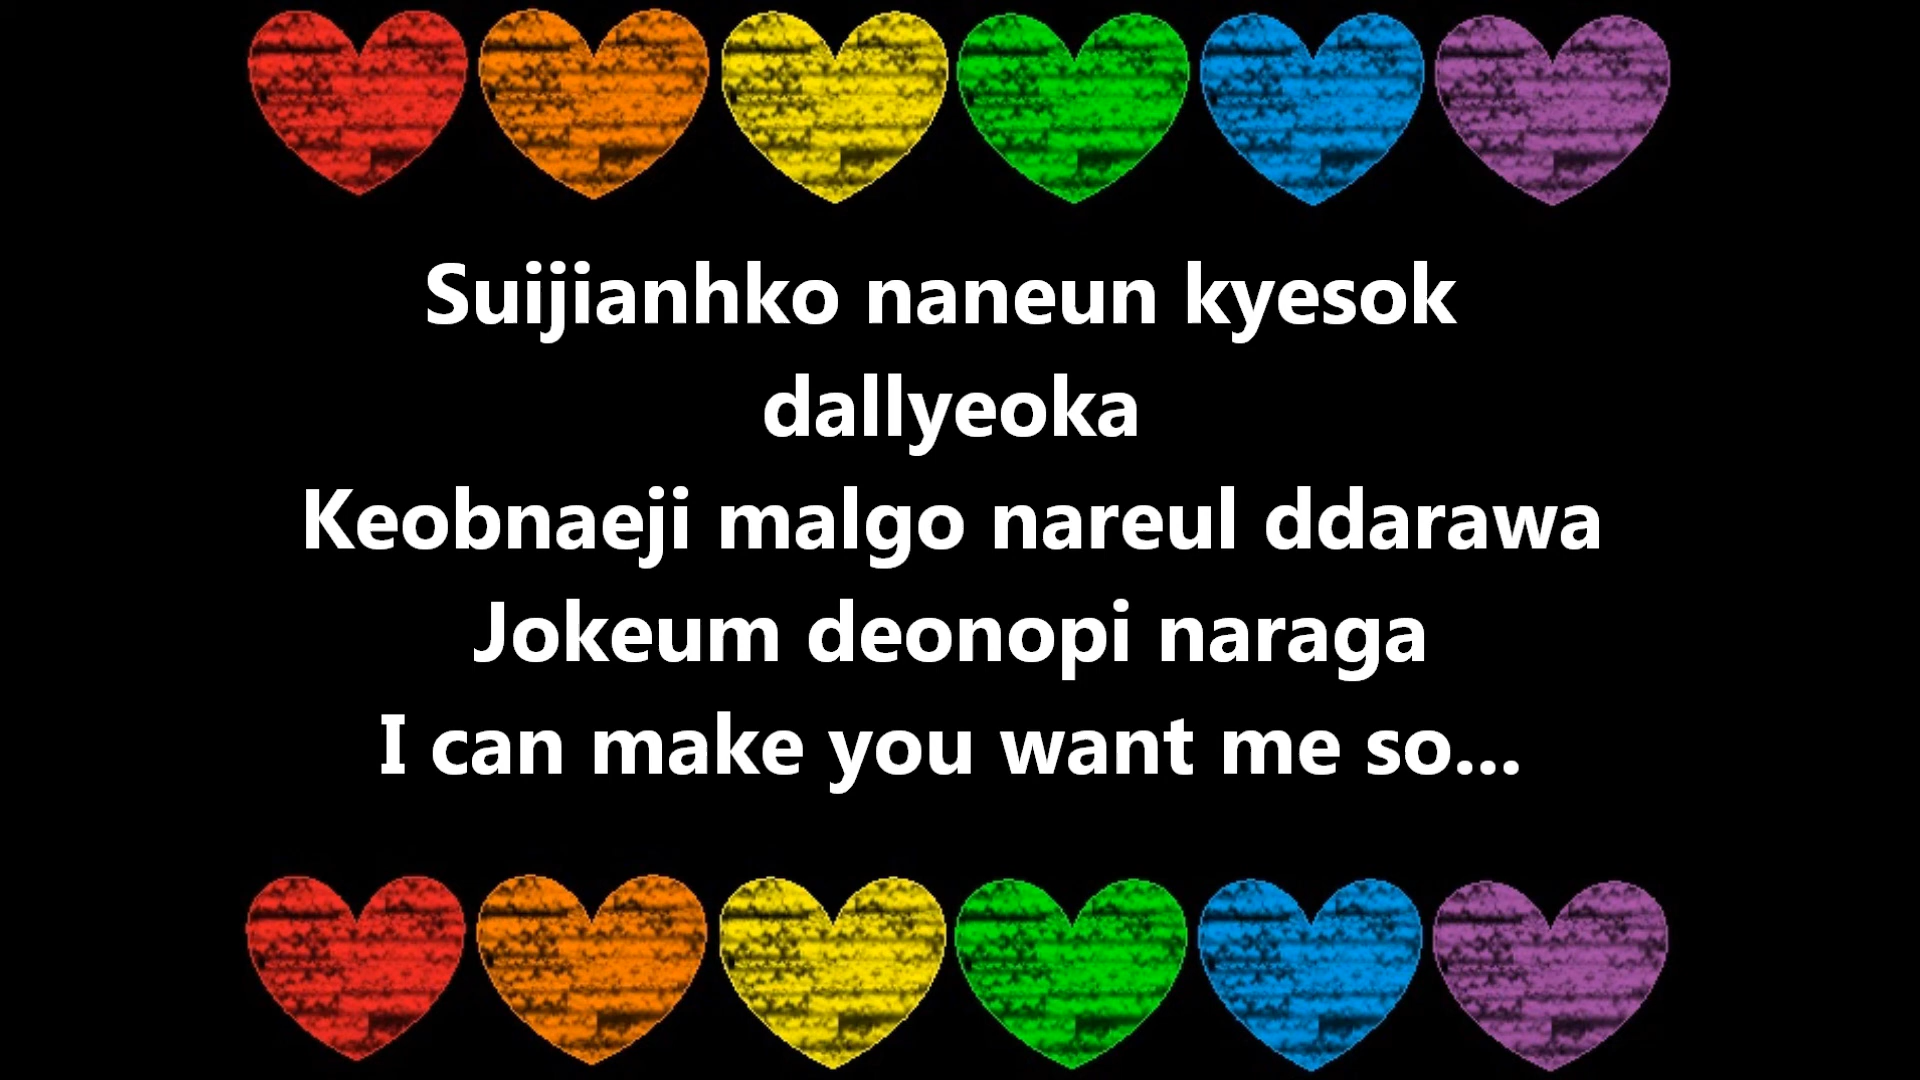 Suijianhko naneun kyesok
dallyeoka
Keobnaeji malgo nareul ddarawa
Jokeum deonopi naraga
I can make you want me so...